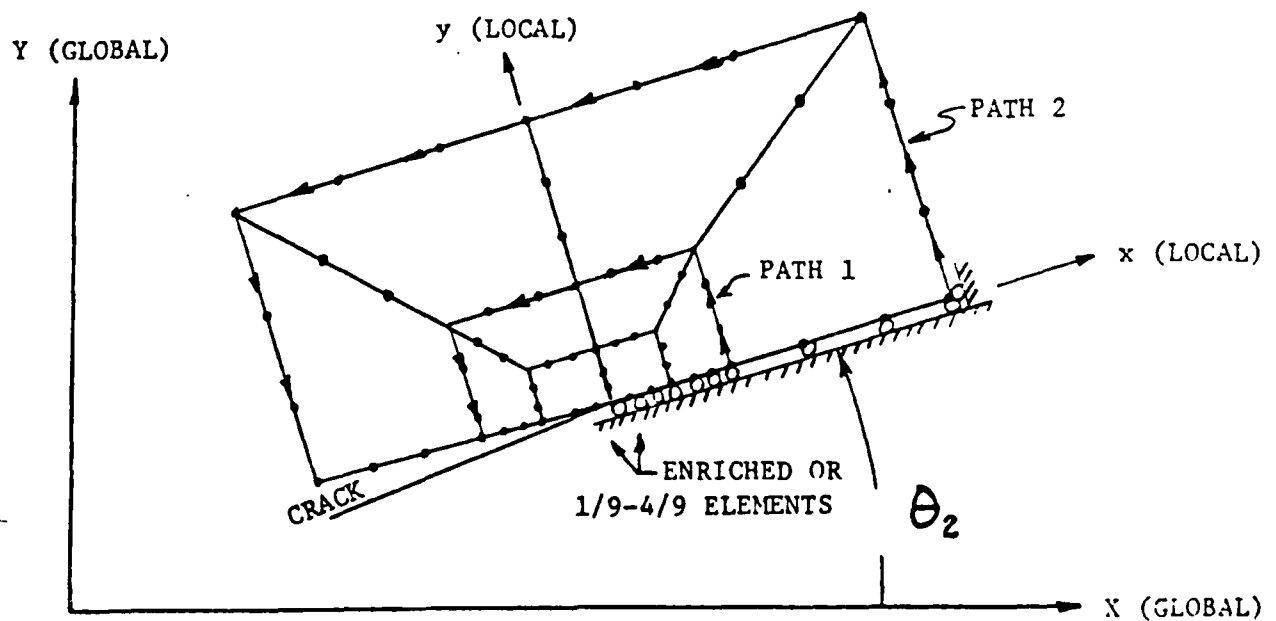 Y (GLOBAL)
y (LOCAL)
PATH 2
x (LOCAL)
PATH 1
ENRICHED OR
1/9-4/9 ELEMENTS
CRACK
θ2
X (GLOBAL)